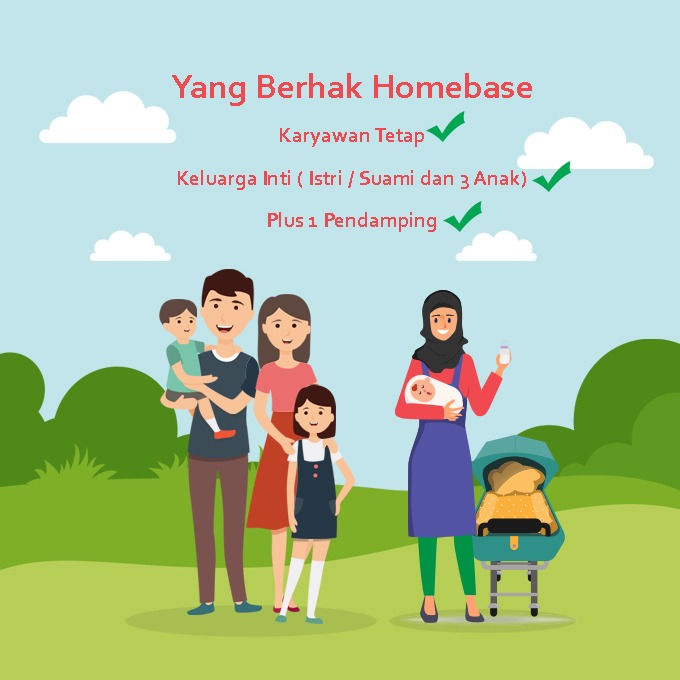 Yang Berhak Homebase
Karyawan Tetap
Keluarga Inti ( Istri / Suami dan 3 Anak)
Plus 1 Pendamping